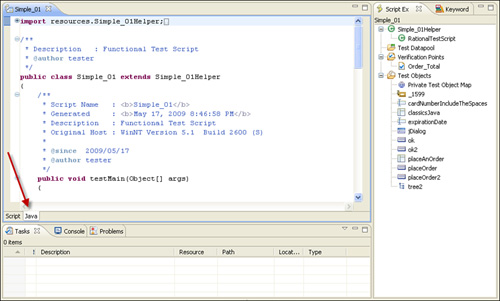 Simple_01
import resources.Simple_01Helper;
/**
* Description : Functional Test Script
* @author tester
*/
public class Simple_01 extends Simple_01Helper
{
/**
* Script Name : <b>Simple_01</b>
* Generated : <b>May 17, 2009 8:46:58 PM</b>
* Description : Functional Test Script
* Original Host : WinNT Version 5.1 Build 2600 (S)
*
* @since 2009/05/17
* @author tester
*/
public void testMain(Object[] args)
{
Script Java
Tasks Console Problems
0 items
! Description Resource Path Locat... Type
Script Ex Keyword
Simple_01
Simple_01Helper
RationalTestScript
Test Datapool
Verification Points
Order_Total
Test Objects
Private Test Object Map
_1599
cardNumberIncludeTheSpaces
classicsJava
expirationDate
jDialog
ok
ok2
placeAnOrder
placeOrder
placeOrder2
tree2